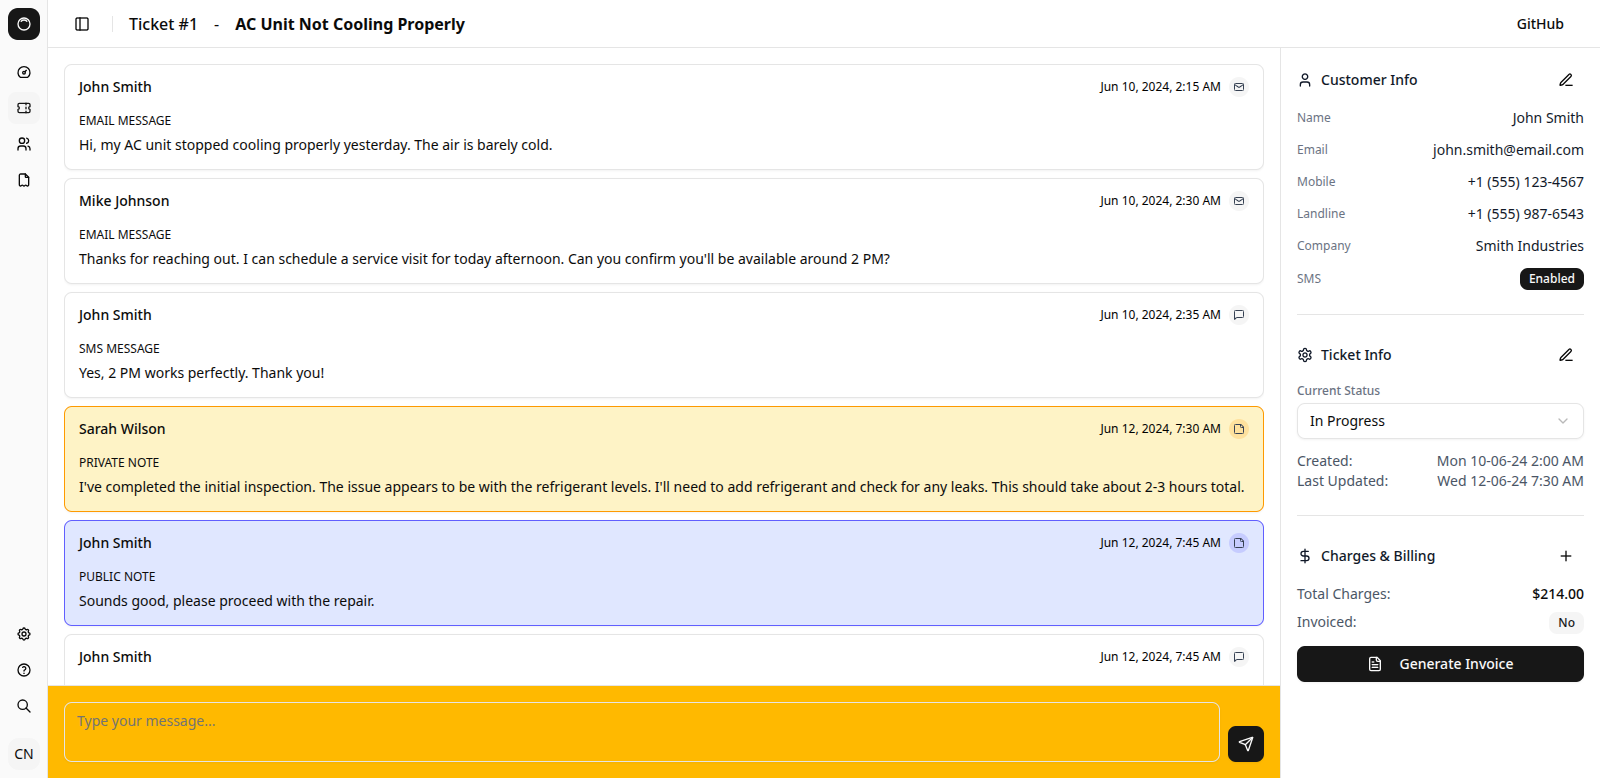 Ticket #1 - AC Unit Not Cooling Properly
GitHub
John Smith
Jun 10, 2024, 2:15 AM
EMAIL MESSAGE
Hi, my AC unit stopped cooling properly yesterday. The air is barely cold.
Mike Johnson
Jun 10, 2024, 2:30 AM
EMAIL MESSAGE
Thanks for reaching out. I can schedule a service visit for today afternoon. Can you confirm you'll be available around 2 PM?
John Smith
Jun 10, 2024, 2:35 AM
SMS MESSAGE
Yes, 2 PM works perfectly. Thank you!
Sarah Wilson
Jun 12, 2024, 7:30 AM
PRIVATE NOTE
I've completed the initial inspection. The issue appears to be with the refrigerant levels. I'll need to add refrigerant and check for any leaks. This should take about 2-3 hours total.
John Smith
Jun 12, 2024, 7:45 AM
PUBLIC NOTE
Sounds good, please proceed with the repair.
John Smith
Jun 12, 2024, 7:45 AM
Type your message...
CN
Customer Info
Name John Smith
Email john.smith@email.com
Mobile +1 (555) 123-4567
Landline +1 (555) 987-6543
Company Smith Industries
SMS Enabled
Ticket Info
Current Status
In Progress
Created: Mon 10-06-24 2:00 AM
Last Updated: Wed 12-06-24 7:30 AM
Charges & Billing
Total Charges: $214.00
Invoiced: No
Generate Invoice